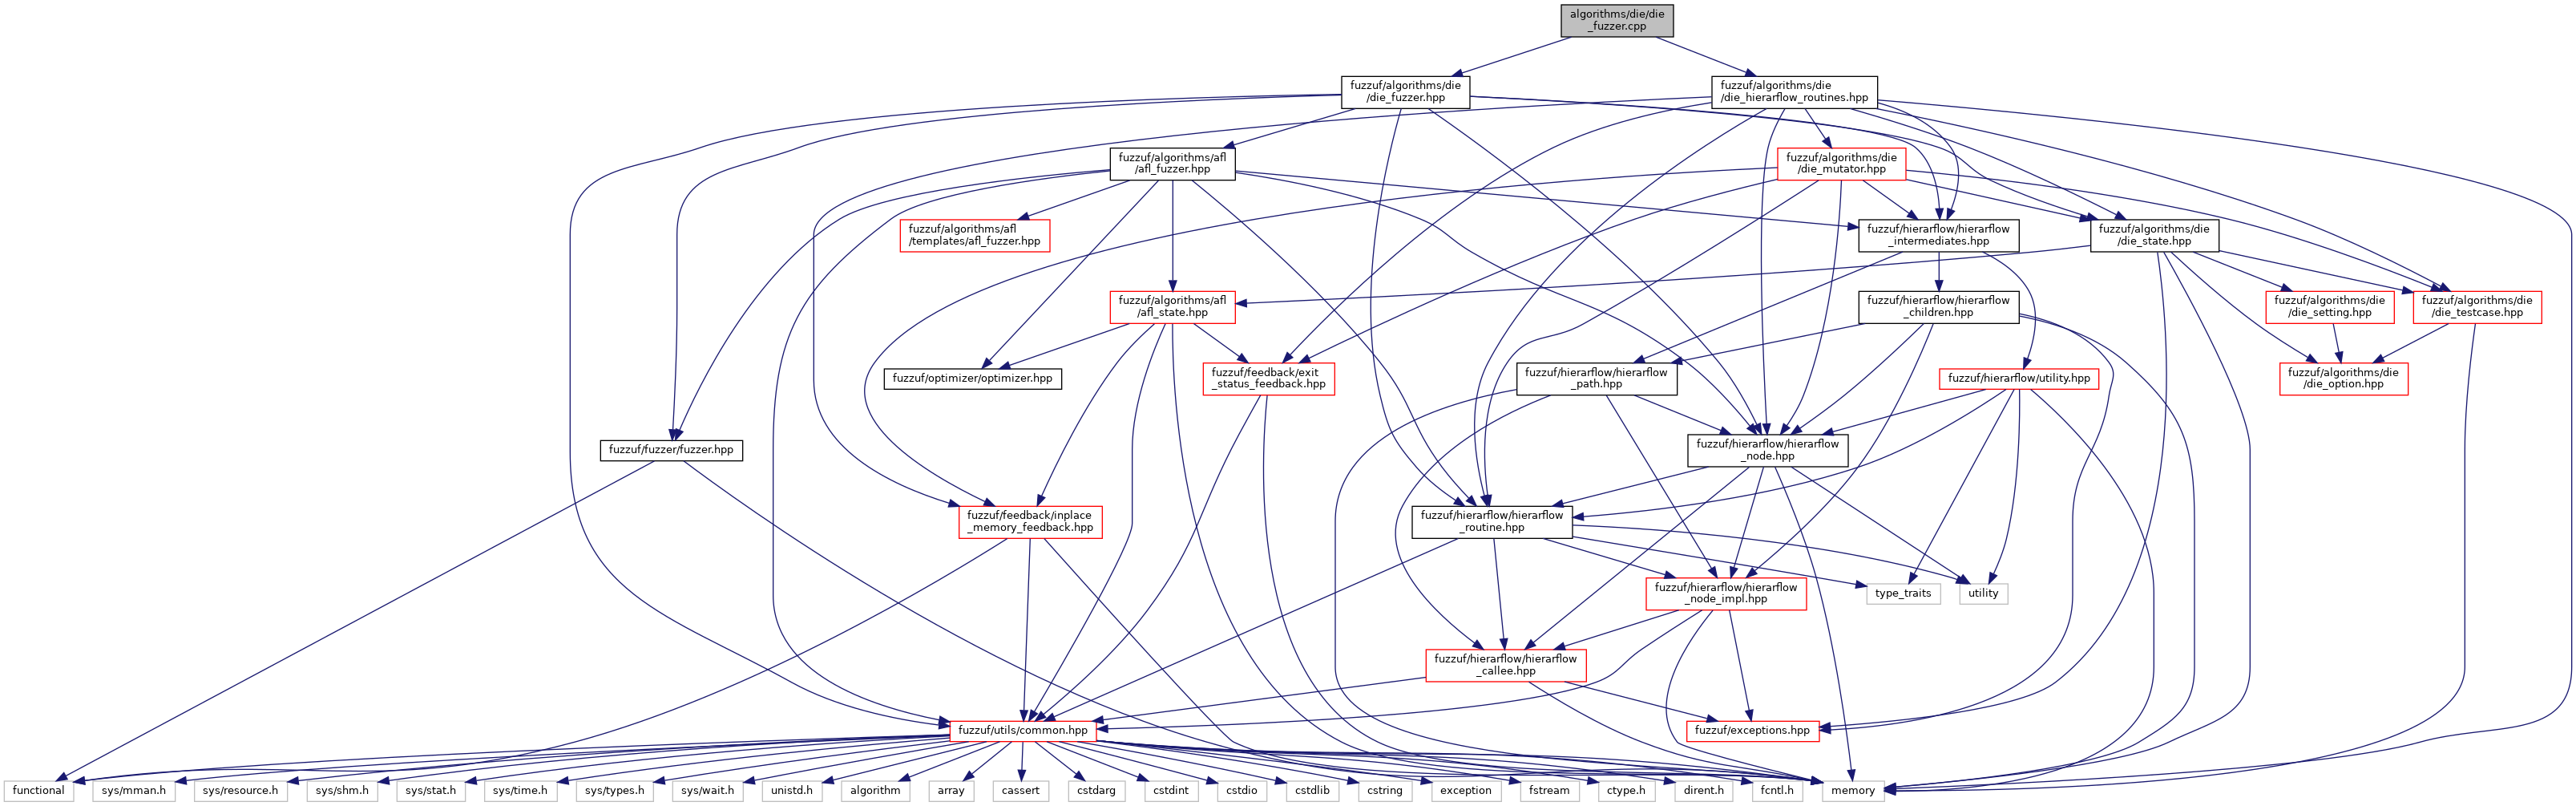 algorithms/die/die
_fuzzer.cpp
fuzzuf/algorithms/die
/die_fuzzer.hpp
fuzzuf/algorithms/die
/die_hierarflow_routines.hpp
fuzzuf/algorithms/afl
/afl_fuzzer.hpp
fuzzuf/algorithms/die
/die_mutator.hpp
fuzzuf/algorithms/afl
/templates/afl_fuzzer.hpp
fuzzuf/hierarflow/hierarflow
_intermediates.hpp
fuzzuf/algorithms/die
/die_state.hpp
fuzzuf/algorithms/afl
/afl_state.hpp
fuzzuf/hierarflow/hierarflow
_children.hpp
fuzzuf/algorithms/die
/die_setting.hpp
fuzzuf/algorithms/die
/die_testcase.hpp
fuzzuf/optimizer/optimizer.hpp
fuzzuf/feedback/exit
_status_feedback.hpp
fuzzuf/hierarflow/hierarflow
_path.hpp
fuzzuf/hierarflow/utility.hpp
fuzzuf/algorithms/die
/die_option.hpp
fuzzuf/fuzzer/fuzzer.hpp
fuzzuf/hierarflow/hierarflow
_node.hpp
fuzzuf/feedback/inplace
_memory_feedback.hpp
fuzzuf/hierarflow/hierarflow
_routine.hpp
fuzzuf/hierarflow/hierarflow
_node_impl.hpp
type_traits
utility
fuzzuf/hierarflow/hierarflow
_callee.hpp
fuzzuf/utils/common.hpp
fuzzuf/exceptions.hpp
functional
sys/mman.h
sys/resource.h
sys/shm.h
sys/stat.h
sys/time.h
sys/types.h
sys/wait.h
unistd.h
algorithm
array
cassert
cstdarg
cstdint
cstdio
cstdlib
cstring
exception
fstream
ctype.h
dirent.h
fcntl.h
memory